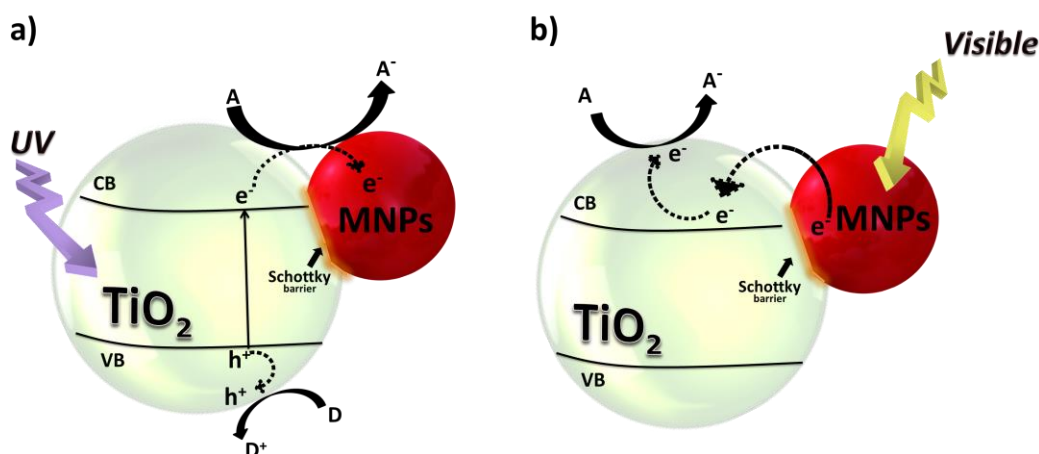 a)
A
A-
UV
CB
e-
e-
MNPs
Schottky
barrier
TiO2
VB
h+
h+
D
D+
b)
Visible
A
A-
e-
CB
e-
e-
MNPs
Schottky
barrier
TiO2
VB